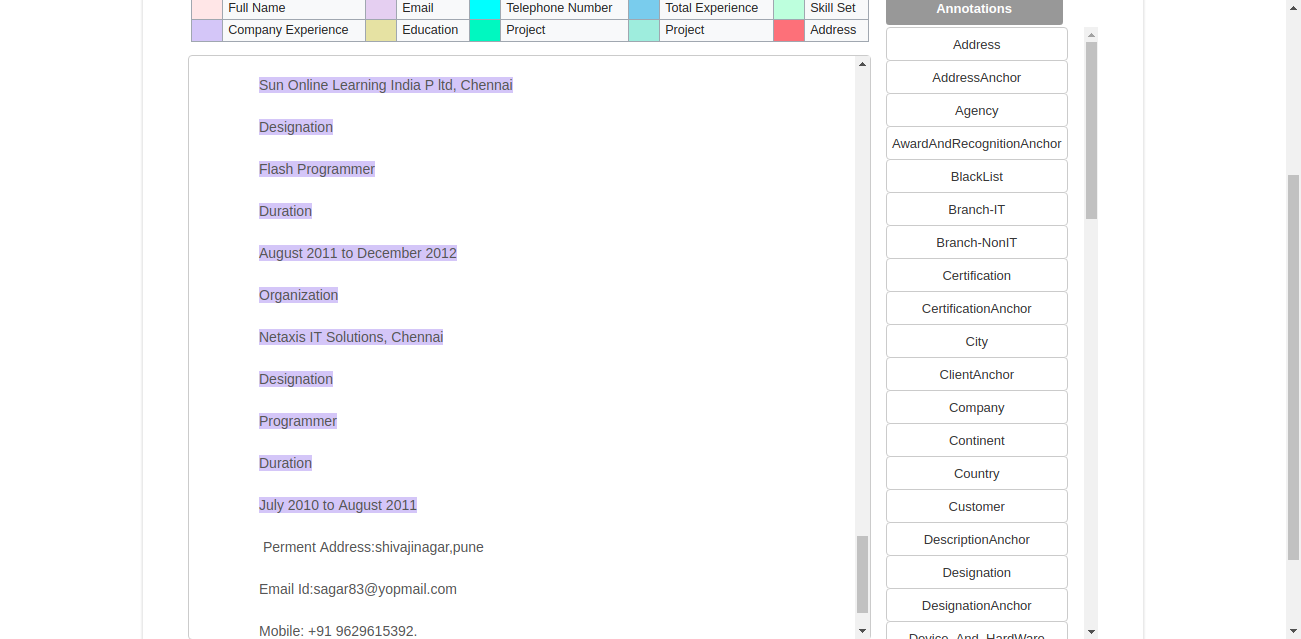 Full Name Email Telephone Number Total Experience Skill Set
Company Experience Education Project Project Address
Sun Online Learning India P ltd, Chennai
Designation
Flash Programmer
Duration
August 2011 to December 2012
Organization
Netaxis IT Solutions, Chennai
Designation
Programmer
Duration
July 2010 to August 2011
Perment Address:shivajinagar,pune
Email Id:sagar83@yopmail.com
Mobile: +91 9629615392.
Annotations
Address
AddressAnchor
Agency
AwardAndRecognitionAnchor
BlackList
Branch-IT
Branch-NonIT
Certification
CertificationAnchor
City
ClientAnchor
Company
Continent
Country
Customer
DescriptionAnchor
Designation
DesignationAnchor
Device_And_HardWare